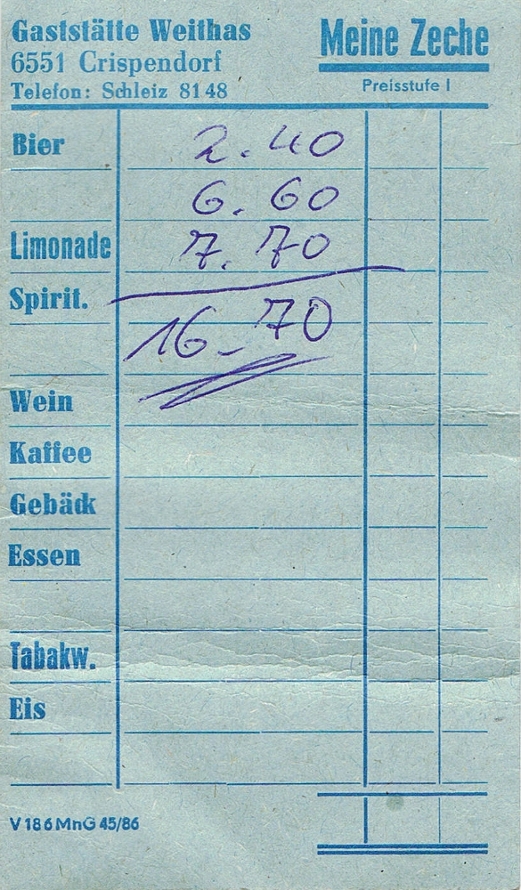 Gaststätte Weithas
6551 Crispendorf
Telefon: Schleiz 8148
Meine Zeche
Preisstufe I
Bier 2.40
6.60
Limonade 7.70
Spirit.
16.70
Wein
Kaffee
Gebäck
Essen
Tabakw.
Eis
V 18 6 MnG 45/86